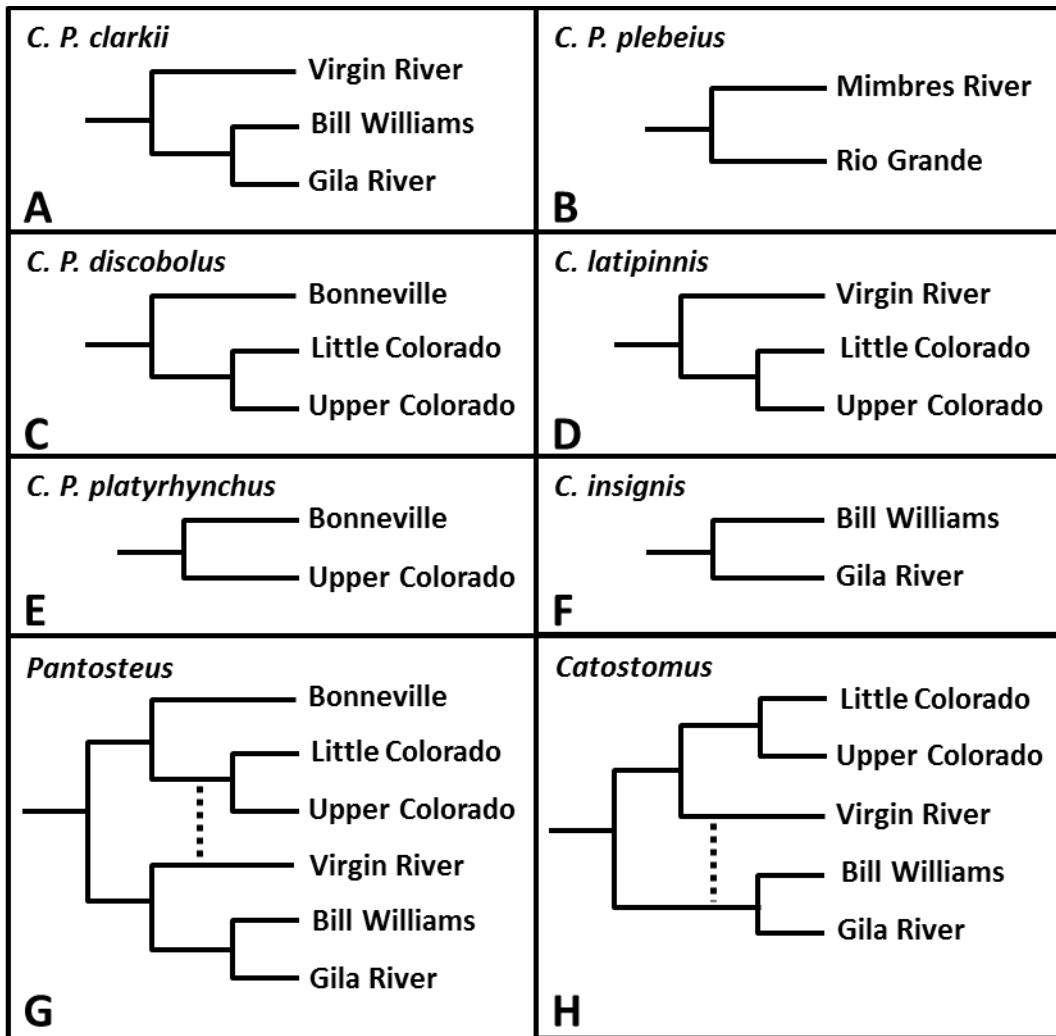 C. P. clarkii
Virgin River
Bill Williams
Gila River
A
C. P. plebeius
Mimbres River
Rio Grande
B
C. P. discobolus
Bonneville
Little Colorado
Upper Colorado
C
C. latipinnis
Virgin River
Little Colorado
Upper Colorado
D
C. P. platyrhynchus
Bonneville
Upper Colorado
E
C. insignis
Bill Williams
Gila River
F
Pantosteus
Bonneville
Little Colorado
Upper Colorado
Virgin River
Bill Williams
Gila River
G
Catostomus
Little Colorado
Upper Colorado
Virgin River
Bill Williams
Gila River
H